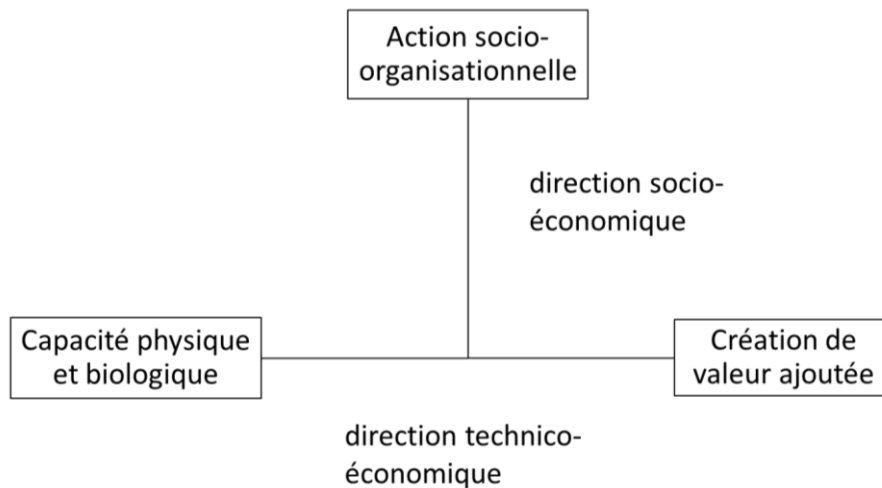 Action socio-
organisationnelle
direction socio-
économique
Capacité physique
et biologique
Création de
valeur ajoutée
direction technico-
économique